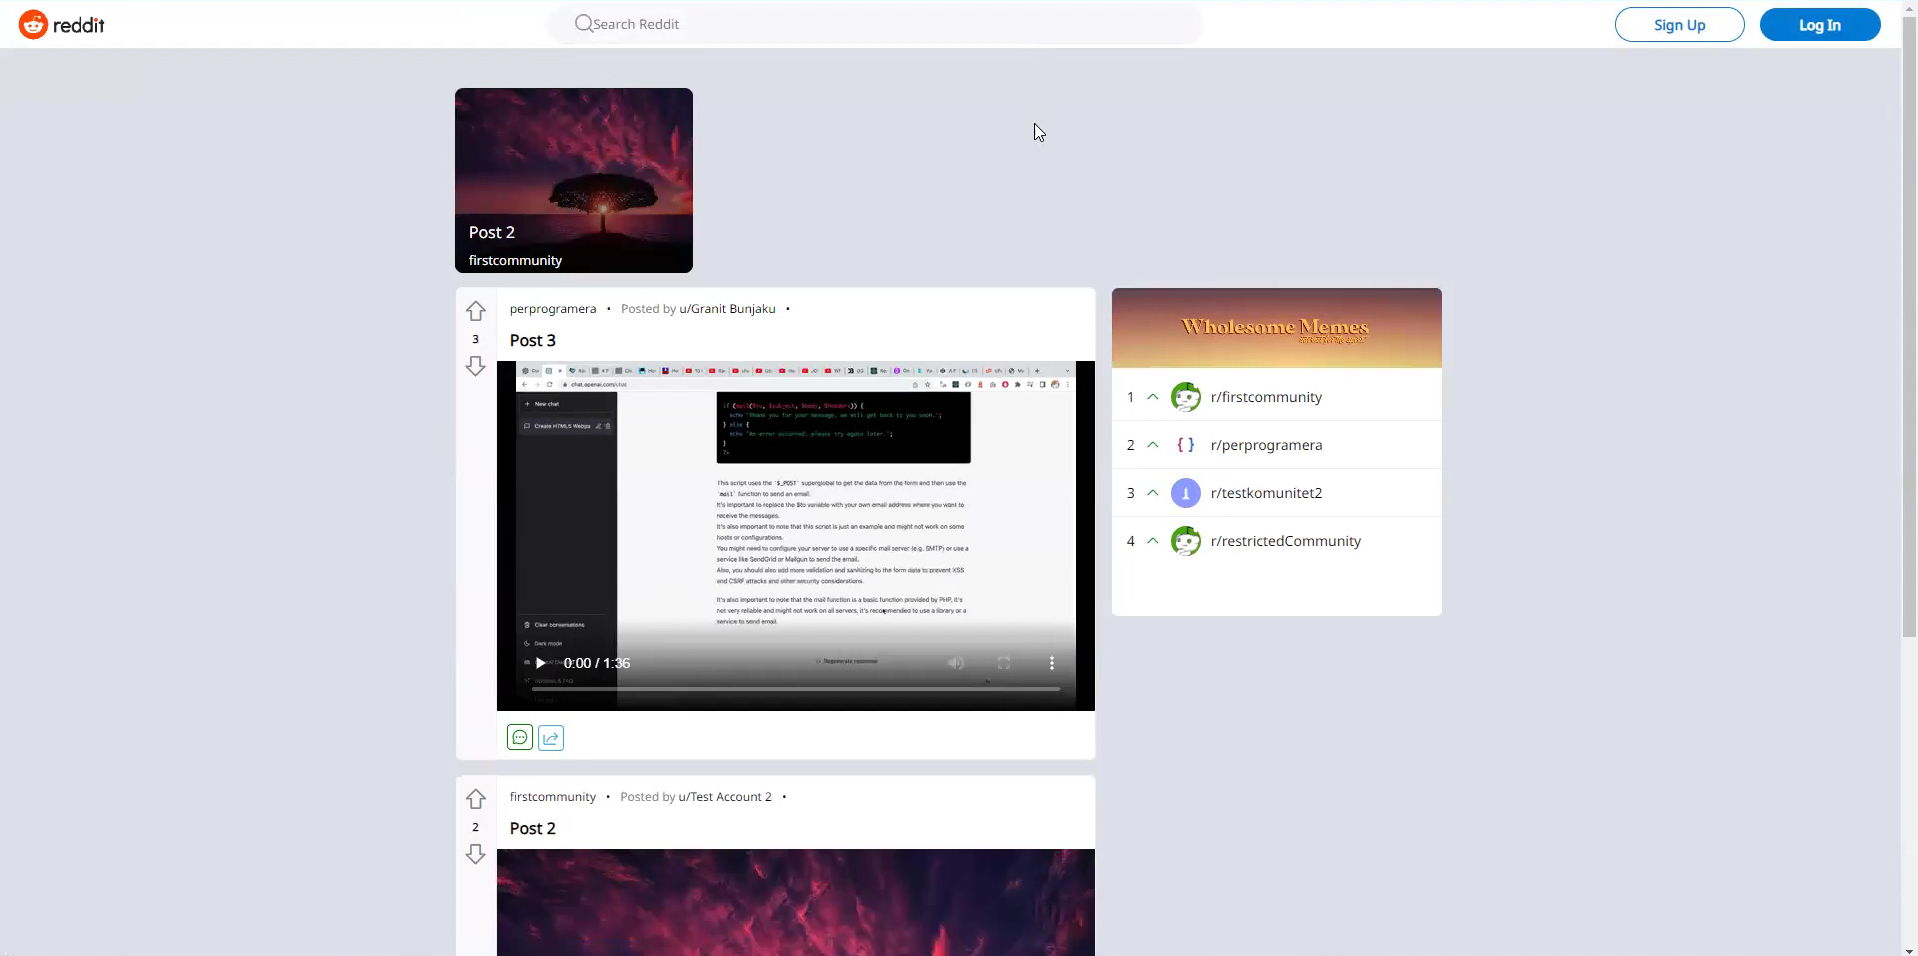 reddit
Search Reddit
Sign Up
Log In
Post 2
firstcommunity
perprogramera • Posted by u/Granit Bunjaku •
3
Post 3
chat.openai.com/chat
New chat
Create HTML5 Webpa
if (mail($to, $subject, $body, $headers)) {
echo "Thank you for your message, we will get back to you soon.";
} else {
echo "An error occurred, please try again later.";
}
?>
This script uses the `$_POST` superglobal to get the data from the form and then use the
`mail` function to send an email.
It's important to replace the $to variable with your own email address where you want to
receive the messages.
It's also important to note that this script is just an example and might not work on some
hosts or configurations.
You might need to configure your server to use a specific mail server (e.g. SMTP) or use a
service like SendGrid or Mailgun to send the email.
Also, you should also add more validation and sanitizing to the form data to prevent XSS
and CSRF attacks and other security considerations.
It's also important to note that the mail function is a basic function provided by PHP, it's
not very reliable and might not work on all servers, it's recommended to use a library or a
service to send email.
Clear conversations
Dark mode
Regenerate response
0:00 / 1:36
Wholesome Memes
1 r/firstcommunity
2 r/perprogramera
3 r/testkomunitet2
4 r/restrictedCommunity
firstcommunity • Posted by u/Test Account 2 •
2
Post 2